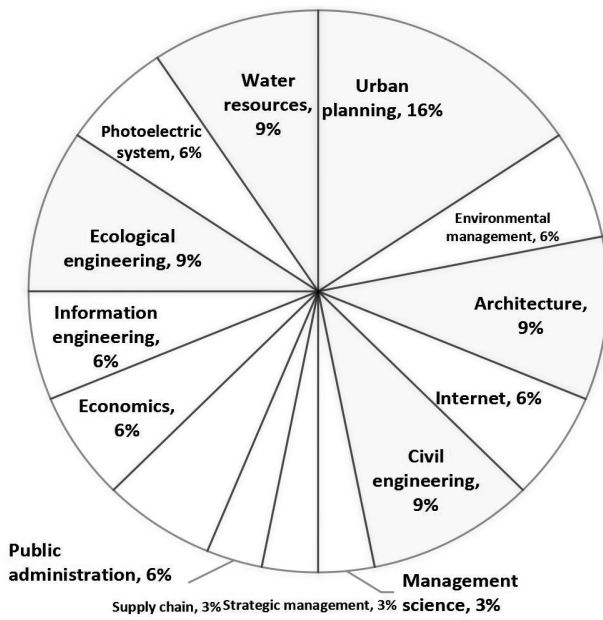 Water
resources,
9%
Urban
planning, 16%
Photoelectric
system, 6%
Environmental
management, 6%
Ecological
engineering, 9%
Architecture,
9%
Information
engineering,
6%
Internet, 6%
Economics,
6%
Civil
engineering,
9%
Public
administration, 6%
Supply chain, 3%
Strategic management, 3%
Management
science, 3%